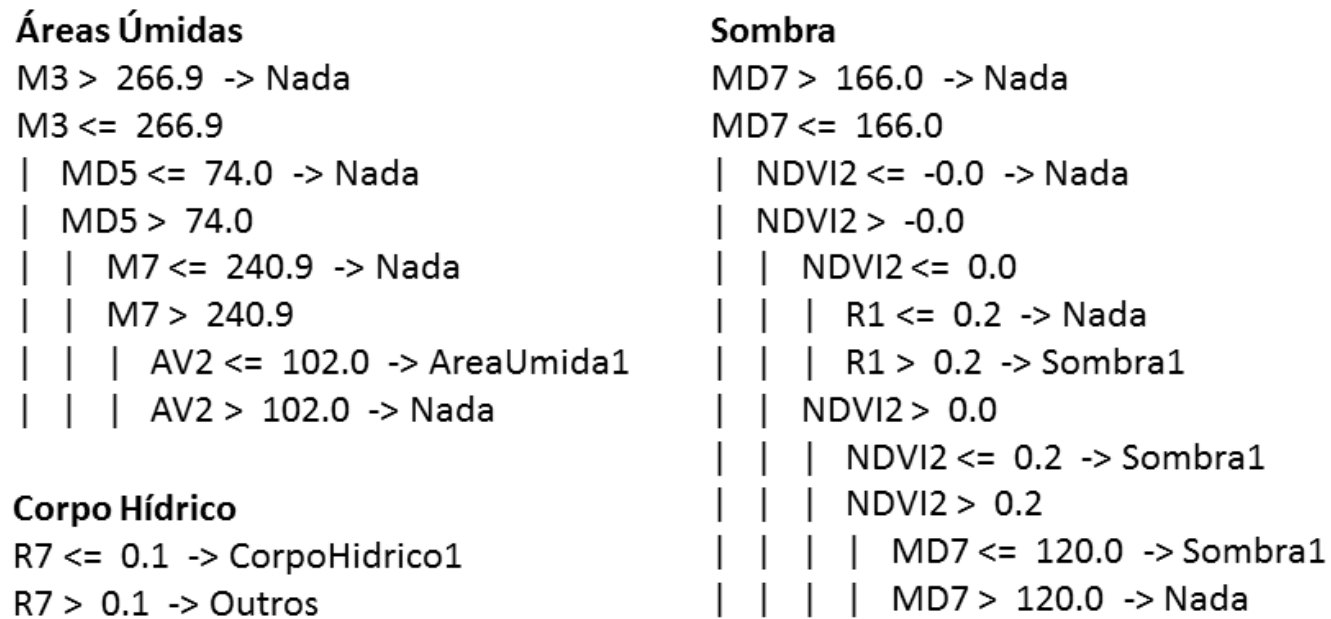 Áreas Úmidas
M3 > 266.9 -> Nada
M3 <= 266.9
| MD5 <= 74.0 -> Nada
| MD5 > 74.0
| | M7 <= 240.9 -> Nada
| | M7 > 240.9
| | | AV2 <= 102.0 -> AreaUmida1
| | | AV2 > 102.0 -> Nada
Corpo Hídrico
R7 <= 0.1 -> CorpoHidrico1
R7 > 0.1 -> Outros
Sombra
MD7 > 166.0 -> Nada
MD7 <= 166.0
| NDVI2 <= -0.0 -> Nada
| NDVI2 > -0.0
| | NDVI2 <= 0.0
| | | R1 <= 0.2 -> Nada
| | | R1 > 0.2 -> Sombra1
| | NDVI2 > 0.0
| | | NDVI2 <= 0.2 -> Sombra1
| | | NDVI2 > 0.2
| | | | MD7 <= 120.0 -> Sombra1
| | | | MD7 > 120.0 -> Nada